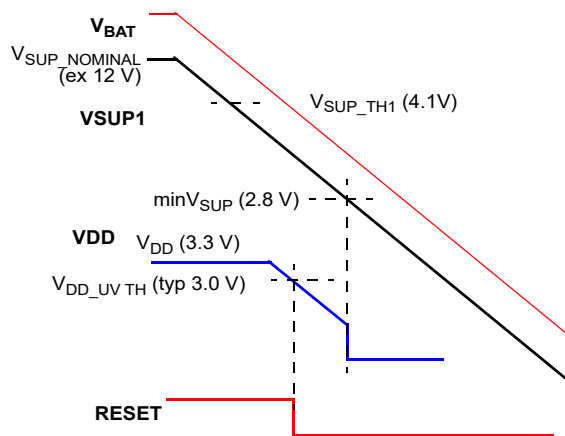 VBAT
VSUP_NOMINAL
(ex 12 V)
VSUP1
VSUP_TH1 (4.1V)
minVSUP (2.8 V)
VDD
VDD (3.3 V)
VDD_UV TH (typ 3.0 V)
RESET